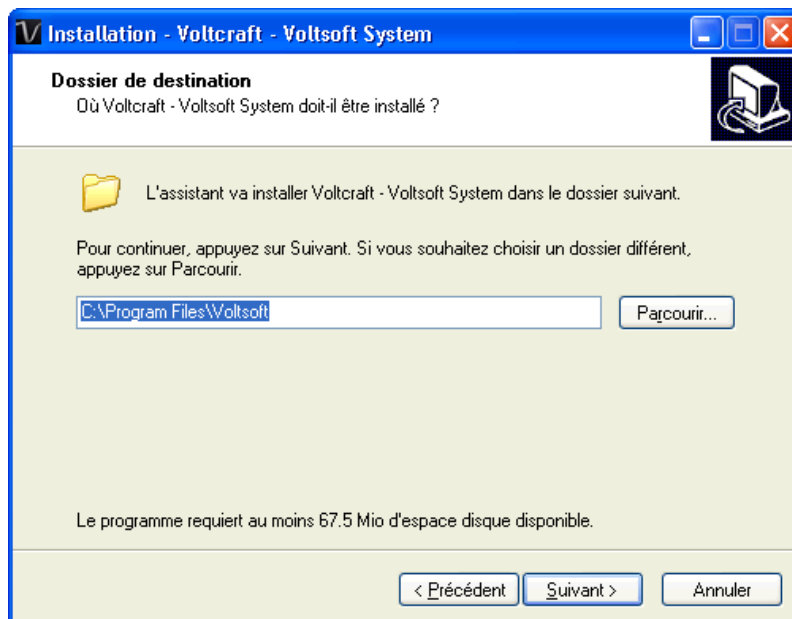 Installation - Voltcraft - Voltsoft System
Dossier de destination
Où Voltcraft - Voltsoft System doit-il être installé ?
L'assistant va installer Voltcraft - Voltsoft System dans le dossier suivant.
Pour continuer, appuyez sur Suivant. Si vous souhaitez choisir un dossier différent,
appuyez sur Parcourir.
C:\Program Files\Voltsoft
Parcourir...
Le programme requiert au moins 67.5 Mio d'espace disque disponible.
< Précédent
Suivant >
Annuler